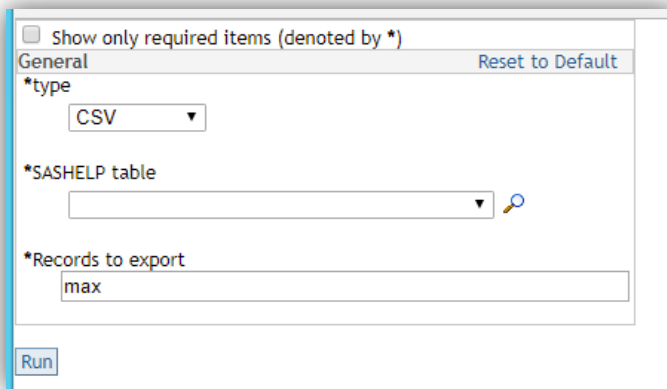 Show only required items (denoted by *)
General Reset to Default
*type
CSV
*SASHELP table
*Records to export
max
Run